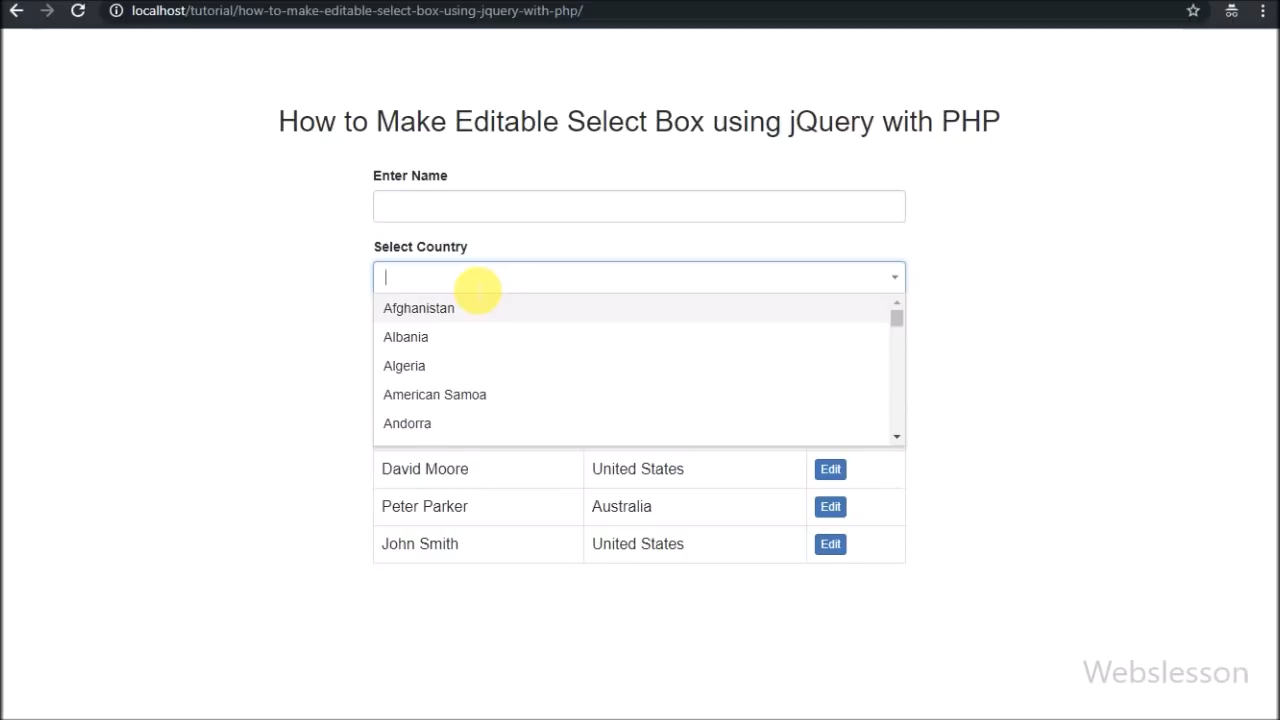 localhost/tutorial/how-to-make-editable-select-box-using-jquery-with-php/
How to Make Editable Select Box using jQuery with PHP
Enter Name
Select Country
Afghanistan
Albania
Algeria
American Samoa
Andorra
David Moore United States Edit
Peter Parker Australia Edit
John Smith United States Edit
Webslesson